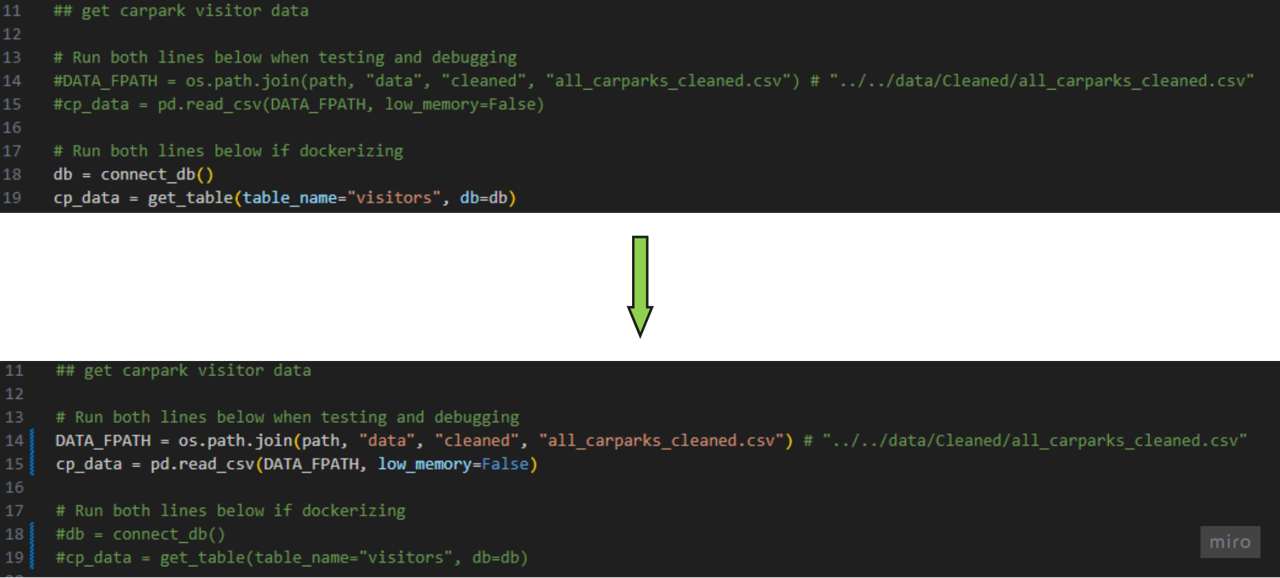 11 ## get carpark visitor data
12
13 # Run both lines below when testing and debugging
14 #DATA_FPATH = os.path.join(path, "data", "cleaned", "all_carparks_cleaned.csv") # "../../data/Cleaned/all_carparks_cleaned.csv"
15 #cp_data = pd.read_csv(DATA_FPATH, low_memory=False)
16
17 # Run both lines below if dockerizing
18 db = connect_db()
19 cp_data = get_table(table_name="visitors", db=db)
11 ## get carpark visitor data
12
13 # Run both lines below when testing and debugging
14 DATA_FPATH = os.path.join(path, "data", "cleaned", "all_carparks_cleaned.csv") # "../../data/Cleaned/all_carparks_cleaned.csv"
15 cp_data = pd.read_csv(DATA_FPATH, low_memory=False)
16
17 # Run both lines below if dockerizing
18 #db = connect_db()
19 #cp_data = get_table(table_name="visitors", db=db)
miro